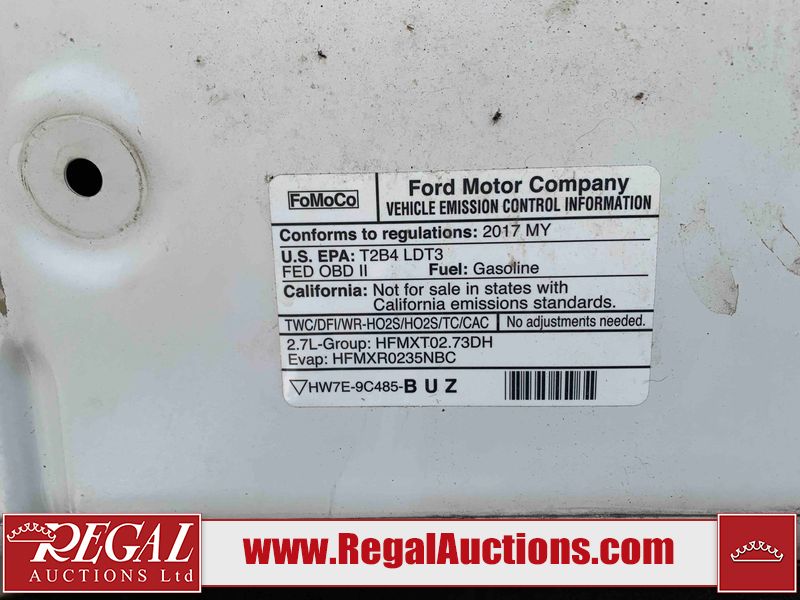 FoMoCo
Ford Motor Company
VEHICLE EMISSION CONTROL INFORMATION
Conforms to regulations: 2017 MY
U.S. EPA: T2B4 LDT3
FED OBD II Fuel: Gasoline
California: Not for sale in states with
California emissions standards.
TWC/DFI/WR-HO2S/HO2S/TC/CAC No adjustments needed.
2.7L-Group: HFMXT02.73DH
Evap: HFMXR0235NBC
HW7E-9C485-BUZ
REGAL
AUCTIONS Ltd
www.RegalAuctions.com